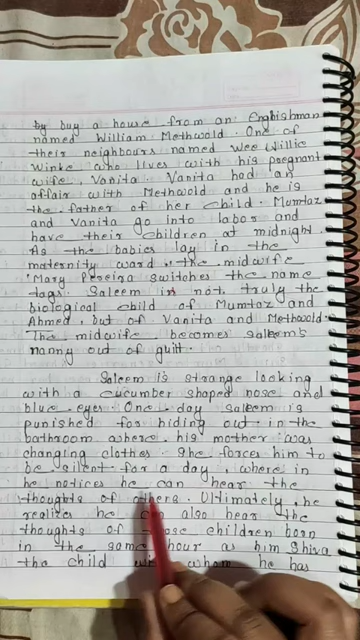 by buy a house from an Englishman
named William Methwold. One of
their neighbours named Wee Willie
Winke who lives with his pregnant
wife, Vanita. Vanita had an
affair with Methwold and he is
the father of her child. Mumtaz
and Vanita go into labor and
have their children at midnight.
As the babies lay in the
maternity ward, the midwife
Mary Pereira switches the name
tags. Saleem is not truly the
biological child of Mumtaz and
Ahmed, but of Vanita and Methwold.
The midwife becomes saleem's
nanny out of guilt.
Saleem is strange looking
with a cucumber shaped nose and
blue eyes. One day saleem is
punished for hiding out in the
bathroom where his mother was
changing clothes. She forces him to
be silent for a day, where in
he notices he can hear the
thoughts of others. Ultimately, he
realizes he can also hear the
thoughts of those children born
in the same hour as him Shiva
the child with whom he has